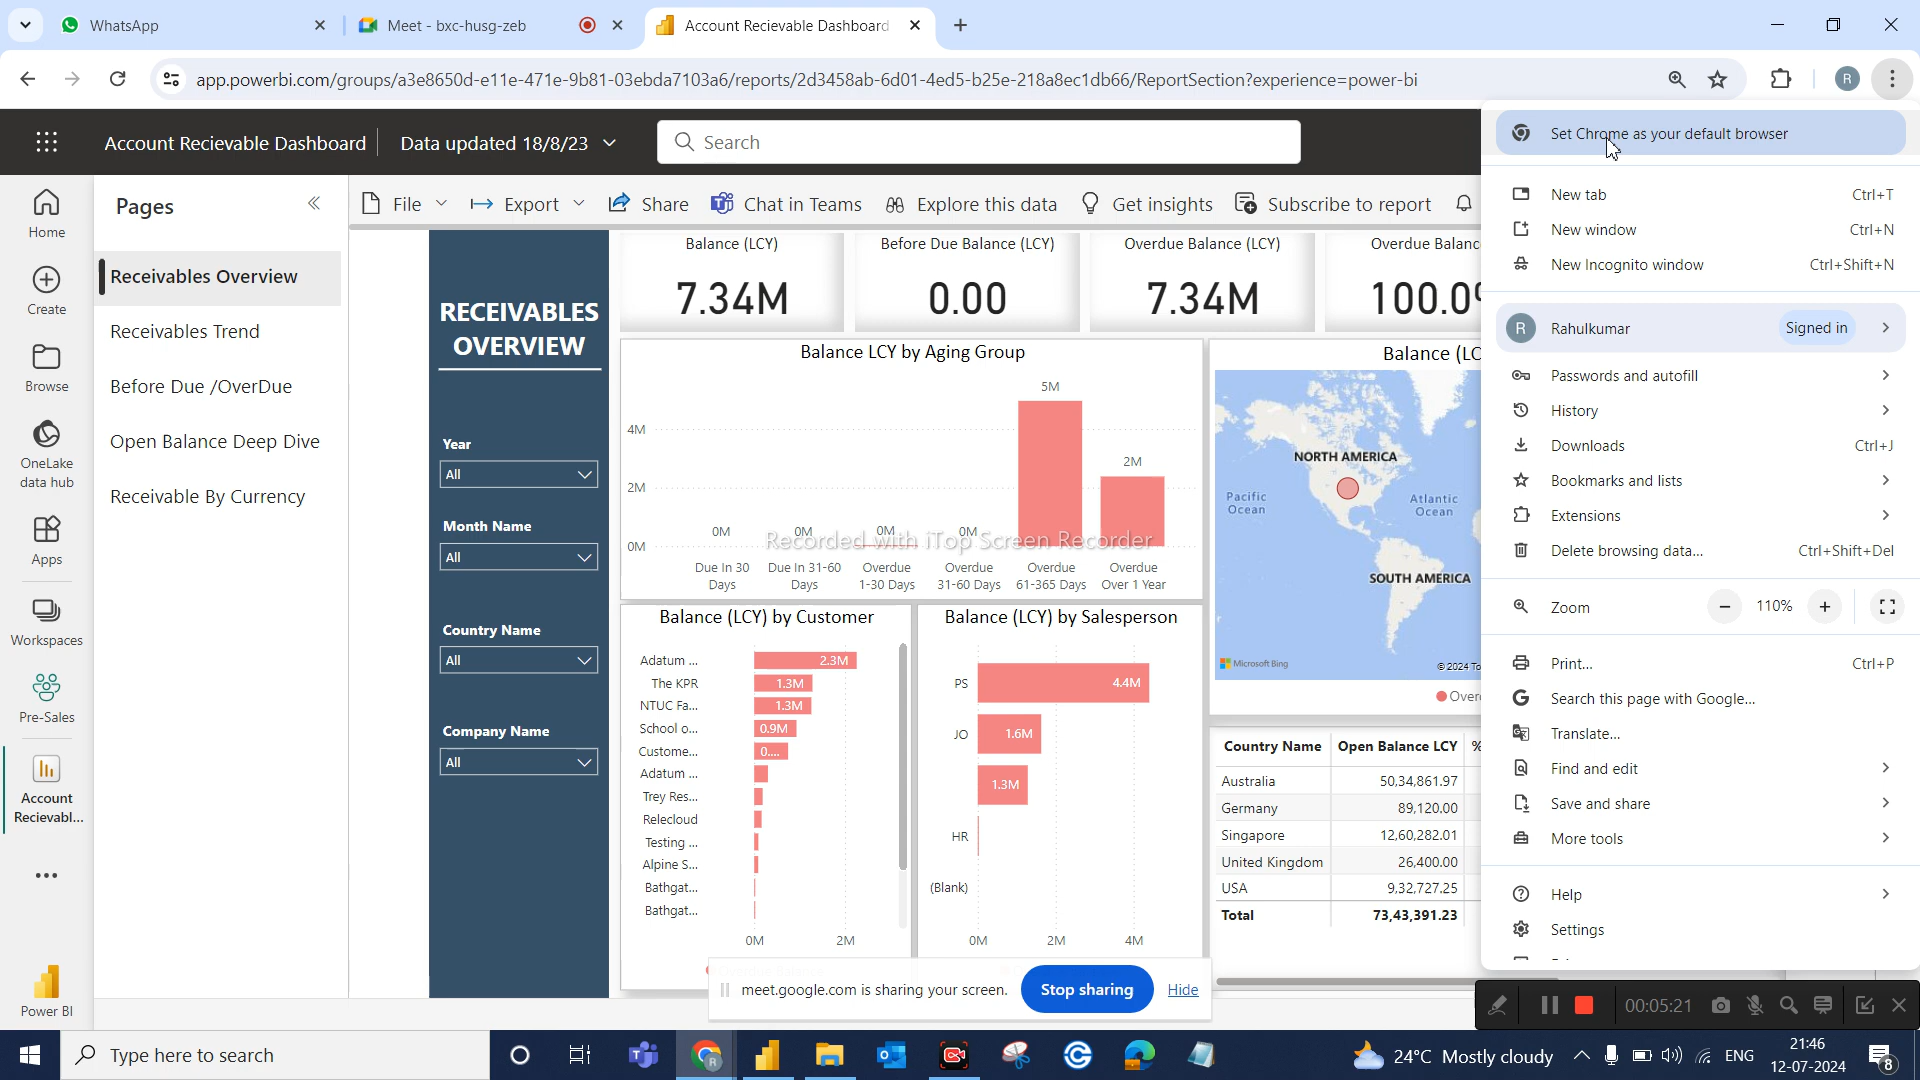 WhatsApp
Meet - bxc-husg-zeb
Account Recievable Dashboard
app.powerbi.com/groups/a3e8650d-e11e-471e-9b81-03ebda7103a6/reports/2d3458ab-6d01-4ed5-b25e-218a8ec1db66/ReportSection?experience=power-bi
R
Account Recievable Dashboard
Data updated 18/8/23
Search
Home
Create
Browse
OneLake
data hub
Apps
Workspaces
Pre-Sales
Account
Recievabl...
Power BI
Pages
Receivables Overview
Receivables Trend
Before Due /OverDue
Open Balance Deep Dive
Receivable By Currency
File
Export
Share
Chat in Teams
Explore this data
Get insights
Subscribe to report
RECEIVABLES
OVERVIEW
Year
All
Month Name
All
Country Name
All
Company Name
All
Balance (LCY)
7.34M
Before Due Balance (LCY)
0.00
Overdue Balance (LCY)
7.34M
Overdue Balanc
100.0
Balance LCY by Aging Group
4M
2M
0M
0M
0M
0M
0M
5M
2M
Due In 30
Days
Due In 31-60
Days
Overdue
1-30 Days
Overdue
31-60 Days
Overdue
61-365 Days
Overdue
Over 1 Year
Recorded with iTop Screen Recorder
Balance (LCY) by Customer
Adatum ...
2.3M
The KPR
1.3M
NTUC Fa...
1.3M
School o...
0.9M
Custome...
0....
Adatum ...
Trey Res...
Relecloud
Testing ...
Alpine S...
Bathgat...
Bathgat...
0M
2M
Balance (LCY) by Salesperson
PS
4.4M
JO
1.6M
1.3M
HR
(Blank)
0M
2M
4M
Balance (LC
NORTH AMERICA
Pacific
Ocean
Atlantic
Ocean
SOUTH AMERICA
Microsoft Bing
© 2024 To
Over
Country Name
Open Balance LCY
%
Australia
50,34,861.97
Germany
89,120.00
Singapore
12,60,282.01
United Kingdom
26,400.00
USA
9,32,727.25
Total
73,43,391.23
Set Chrome as your default browser
New tab
Ctrl+T
New window
Ctrl+N
New Incognito window
Ctrl+Shift+N
R
Rahulkumar
Signed in
Passwords and autofill
History
Downloads
Ctrl+J
Bookmarks and lists
Extensions
Delete browsing data...
Ctrl+Shift+Del
Zoom
110%
Print...
Ctrl+P
Search this page with Google...
Translate...
Find and edit
Save and share
More tools
Help
Settings
meet.google.com is sharing your screen.
Stop sharing
Hide
00:05:21
Type here to search
24°C
Mostly cloudy
ENG
21:46
12-07-2024
8